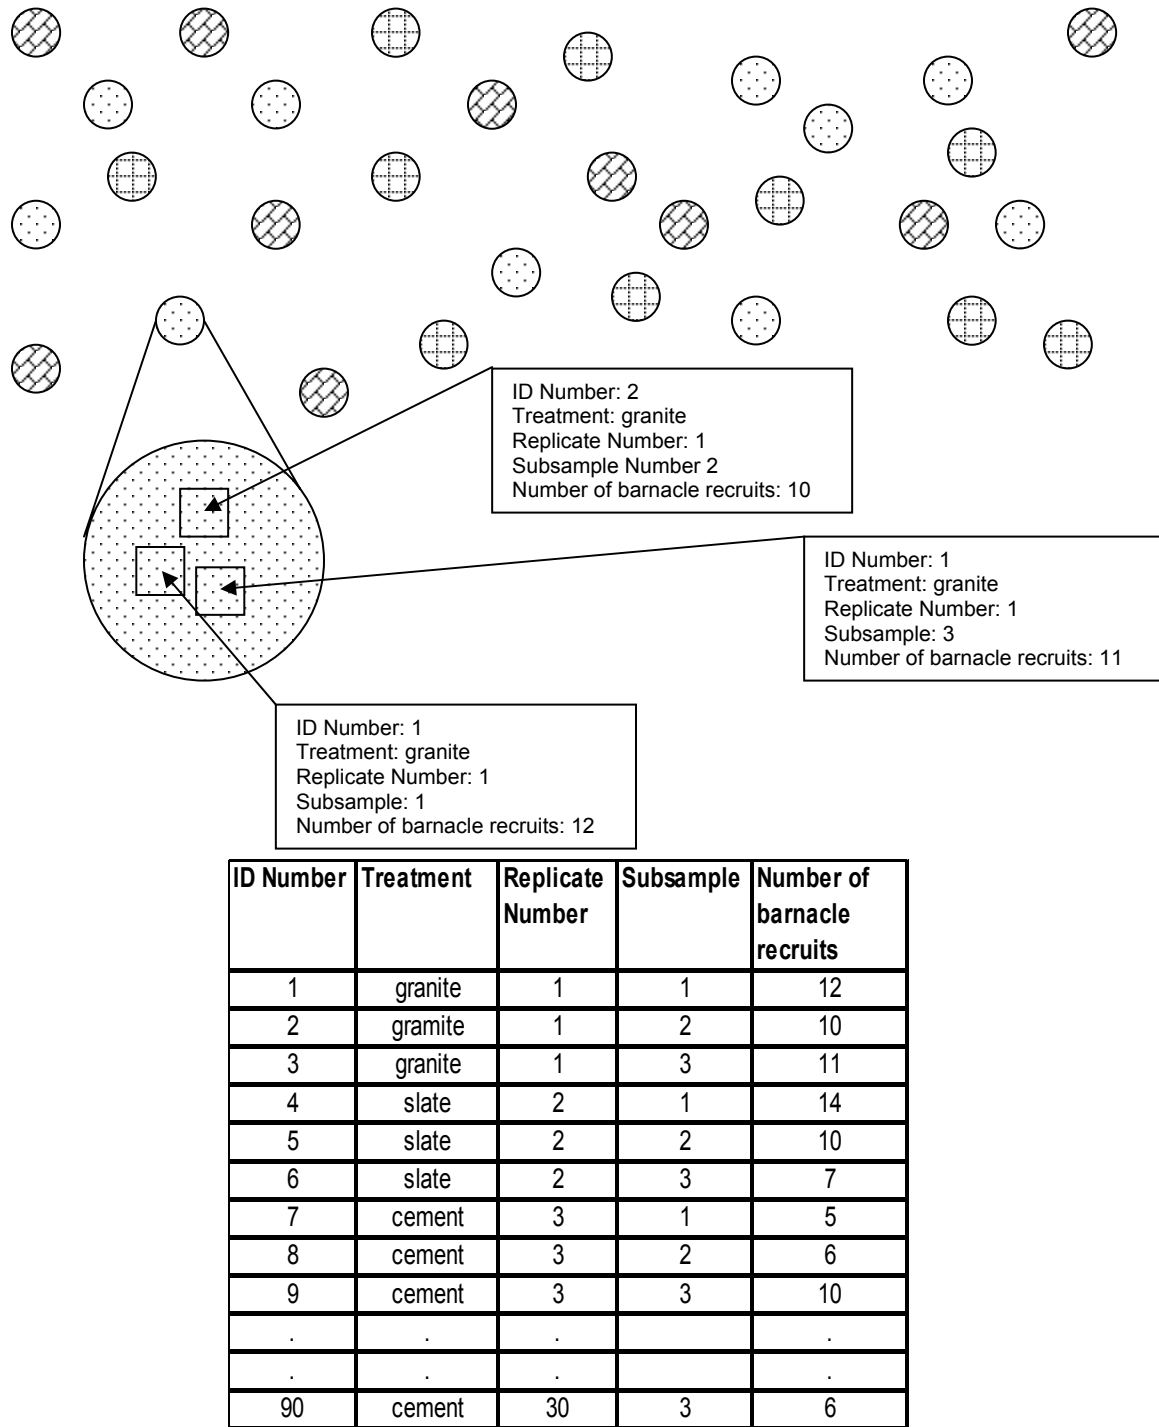 ID Number: 2
Treatment: granite
Replicate Number: 1
Subsample Number 2
Number of barnacle recruits: 10
ID Number: 1
Treatment: granite
Replicate Number: 1
Subsample: 3
Number of barnacle recruits: 11
ID Number: 1
Treatment: granite
Replicate Number: 1
Subsample: 1
Number of barnacle recruits: 12
ID Number Treatment Replicate Number Subsample Number of barnacle recruits
1 granite 1 1 12
2 gramite 1 2 10
3 granite 1 3 11
4 slate 2 1 14
5 slate 2 2 10
6 slate 2 3 7
7 cement 3 1 5
8 cement 3 2 6
9 cement 3 3 10
. . . .
. . . .
90 cement 30 3 6